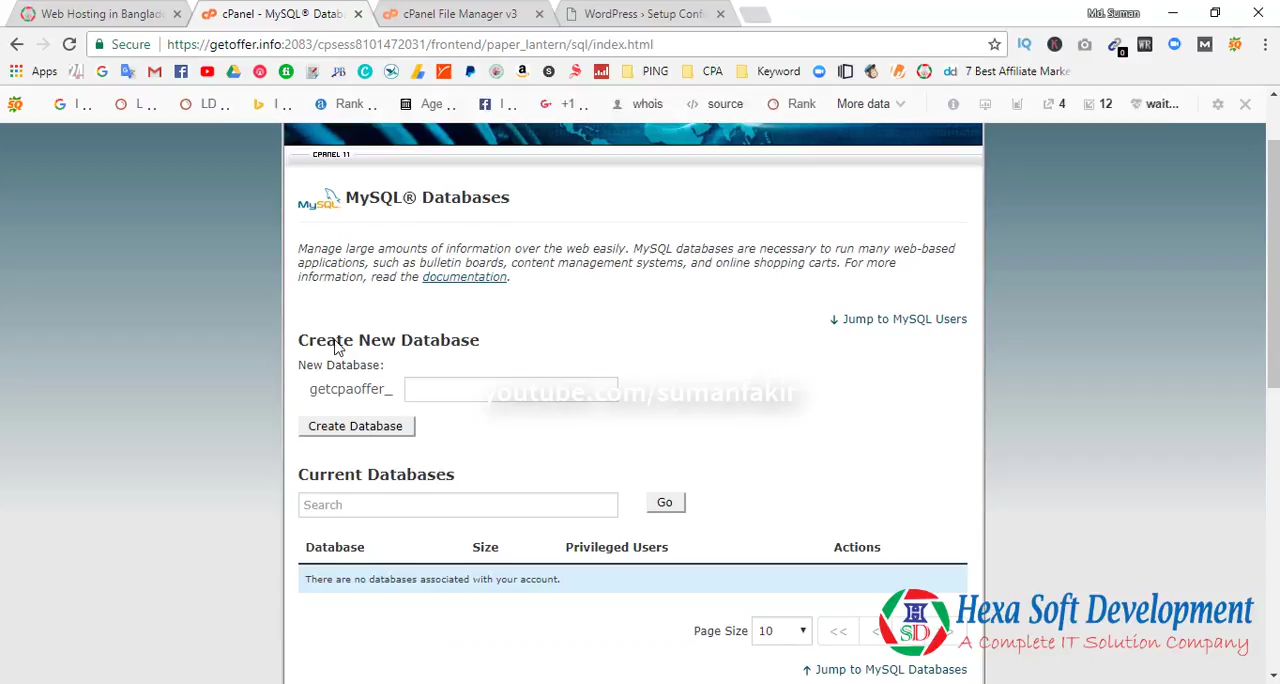 Web Hosting in Banglade
cPanel - MySQL® Datab
cPanel File Manager v3
WordPress › Setup Confi
Md. Suman
Secure
https://getoffer.info:2083/cpsess8101472031/frontend/paper_lantern/sql/index.html
Apps
PING
CPA
Keyword
7 Best Affiliate Marke
I ..
L ..
LD ..
I ..
Rank ..
Age ..
I ..
+1 ..
whois
source
Rank
More data
4
12
wait...
CPANEL 11
MySQL
MySQL® Databases
Manage large amounts of information over the web easily. MySQL databases are necessary to run many web-based
applications, such as bulletin boards, content management systems, and online shopping carts. For more
information, read the documentation.
Jump to MySQL Users
Create New Database
New Database:
getcpaoffer_
youtube.com/sumanfakir
Create Database
Current Databases
Search
Go
Database Size Privileged Users Actions
There are no databases associated with your account.
Page Size 10 <<
HSD
Hexa Soft Development
A Complete IT Solution Company
Jump to MySQL Databases